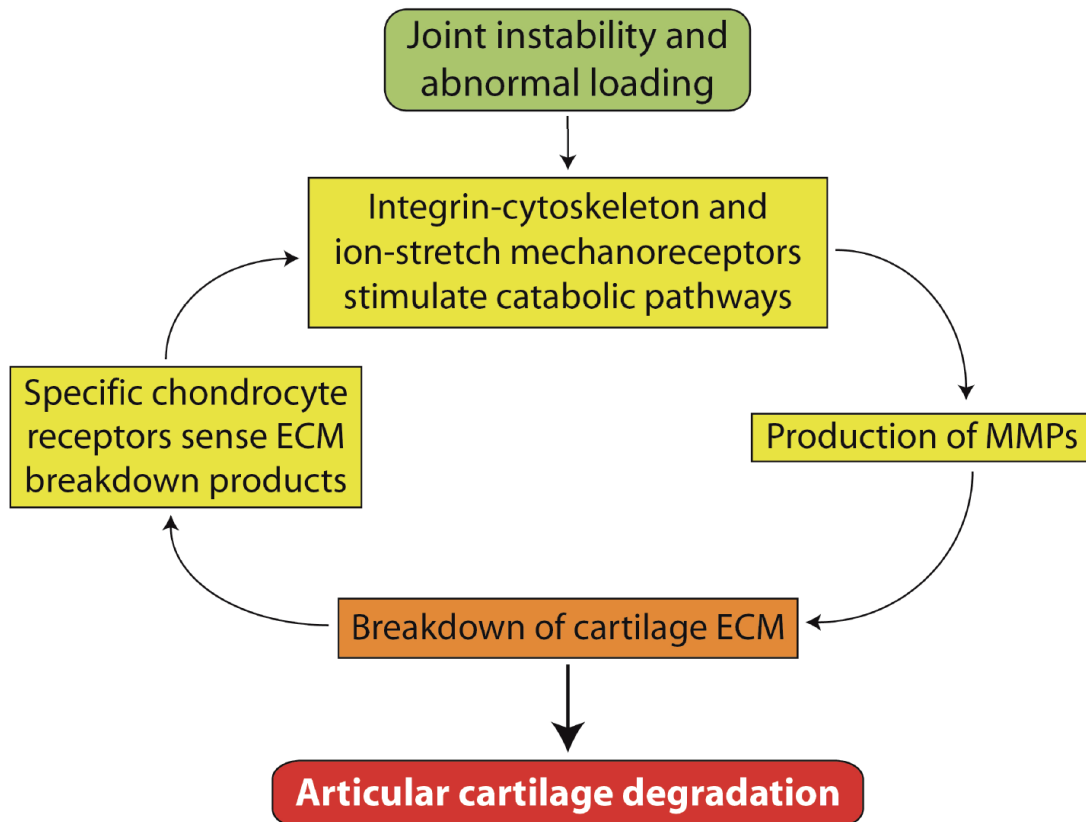 Joint instability and
abnormal loading
Integrin-cytoskeleton and
ion-stretch mechanoreceptors
stimulate catabolic pathways
Specific chondrocyte
receptors sense ECM
breakdown products
Production of MMPs
Breakdown of cartilage ECM
Articular cartilage degradation